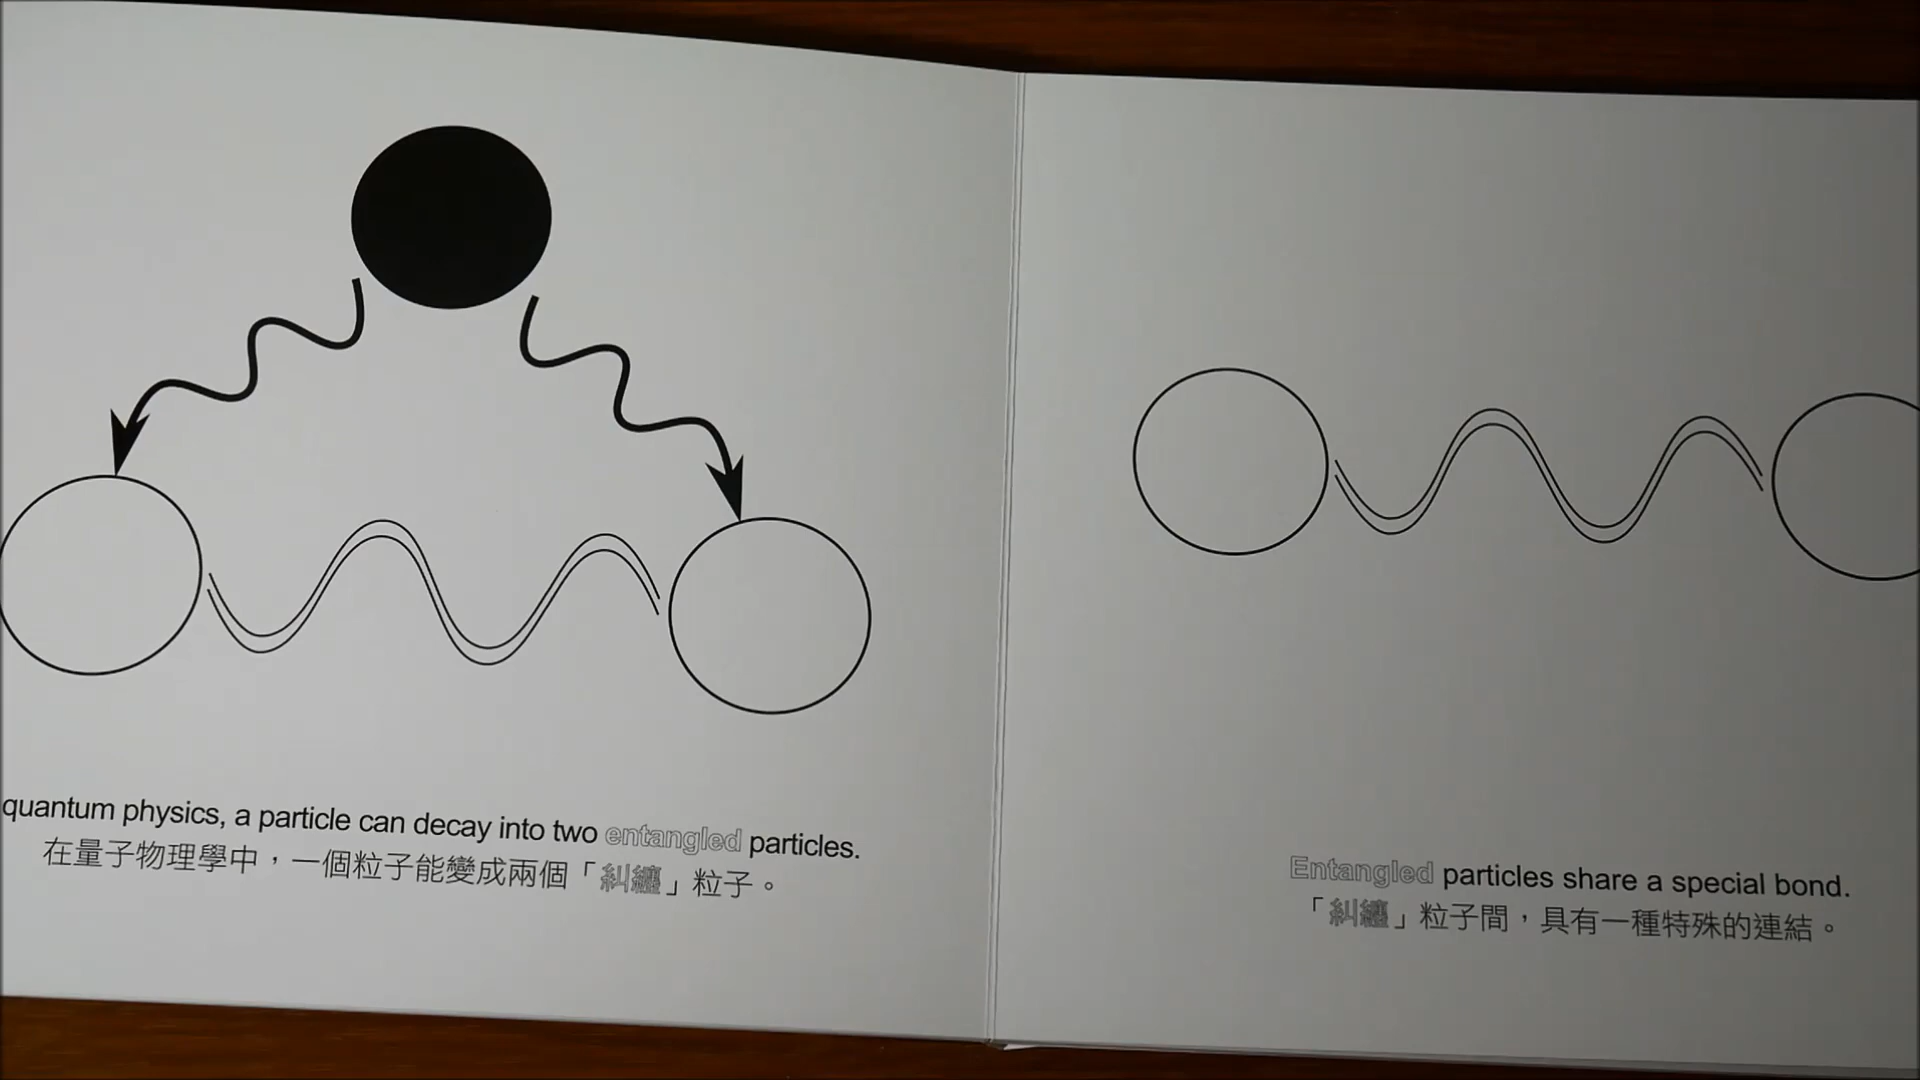 quantum physics, a particle can decay into two entangled particles.
在量子物理學中，一個粒子能變成兩個「糾纏」粒子。
Entangled particles share a special bond.
「糾纏」粒子間，具有一種特殊的連結。